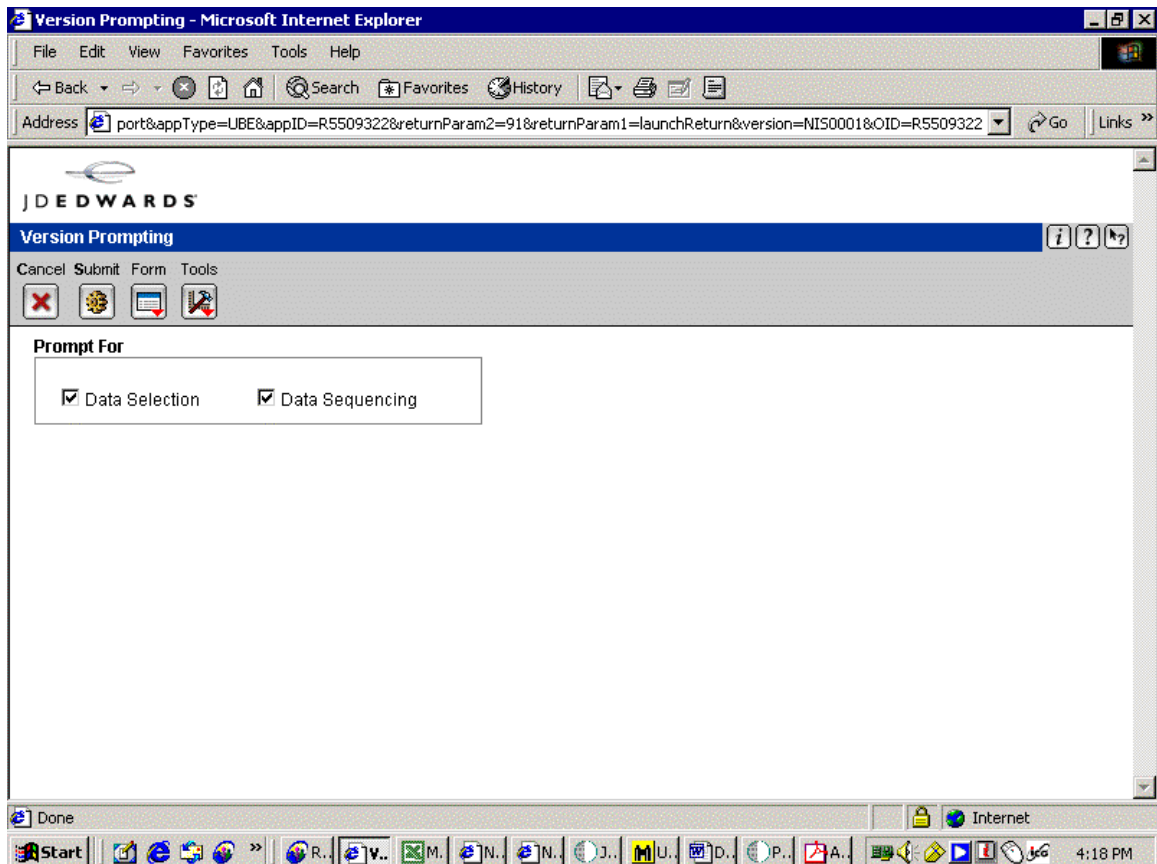 Version Prompting - Microsoft Internet Explorer
File Edit View Favorites Tools Help
Back Search Favorites History
Address port&appType=UBE&appID=R5509322&returnParam2=91&returnParam1=launchReturn&version=NIS0001&OID=R5509322 Go Links »
JDEDWARDS
Version Prompting i ? ?
Cancel Submit Form Tools
Prompt For
Data Selection Data Sequencing
Done Internet
Start » R.. V.. M.. N.. N.. J.. U.. D.. P.. A.. 4:18 PM